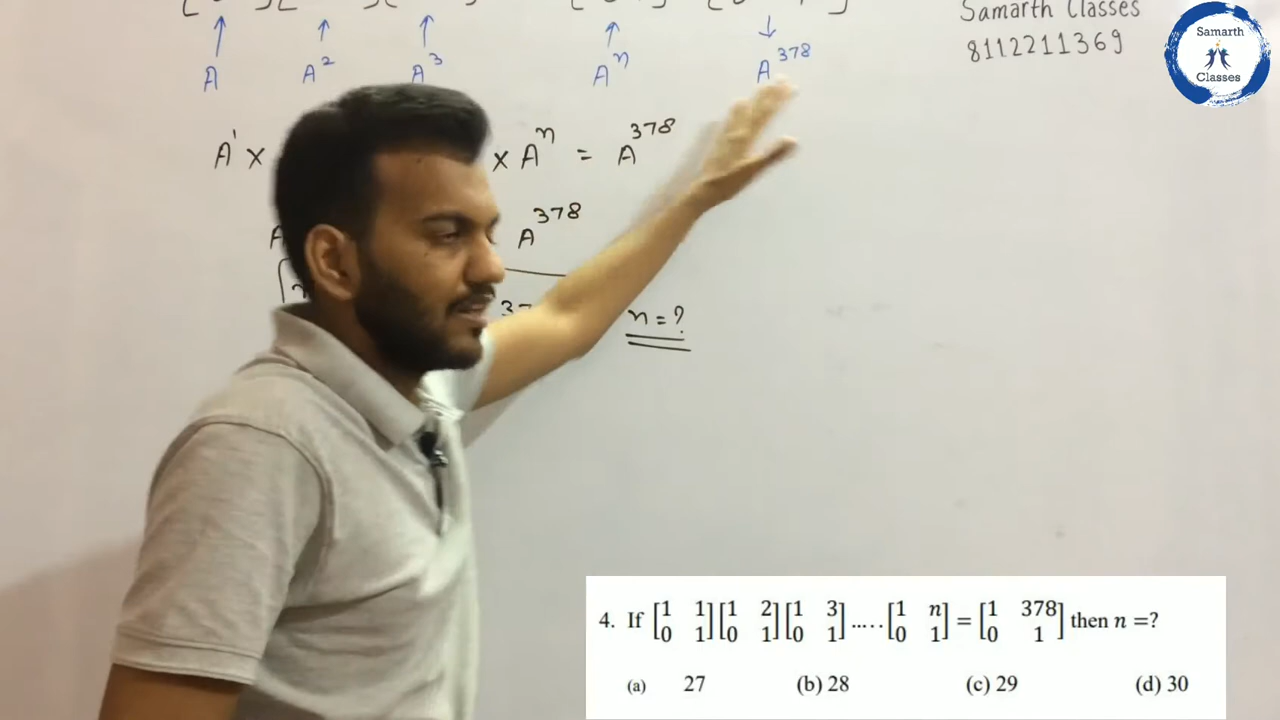 Samarth Classes
8112211369
Samarth
Classes
A A² A³ Aⁿ A³⁷⁸
A' × × Aⁿ = A³⁷⁸
A³⁷⁸
n = ?
4. If [1 1 0 1] [1 2 0 1] [1 3 0 1] ..... [1 n 0 1] = [1 378 0 1] then n =?
(a) 27 (b) 28 (c) 29 (d) 30